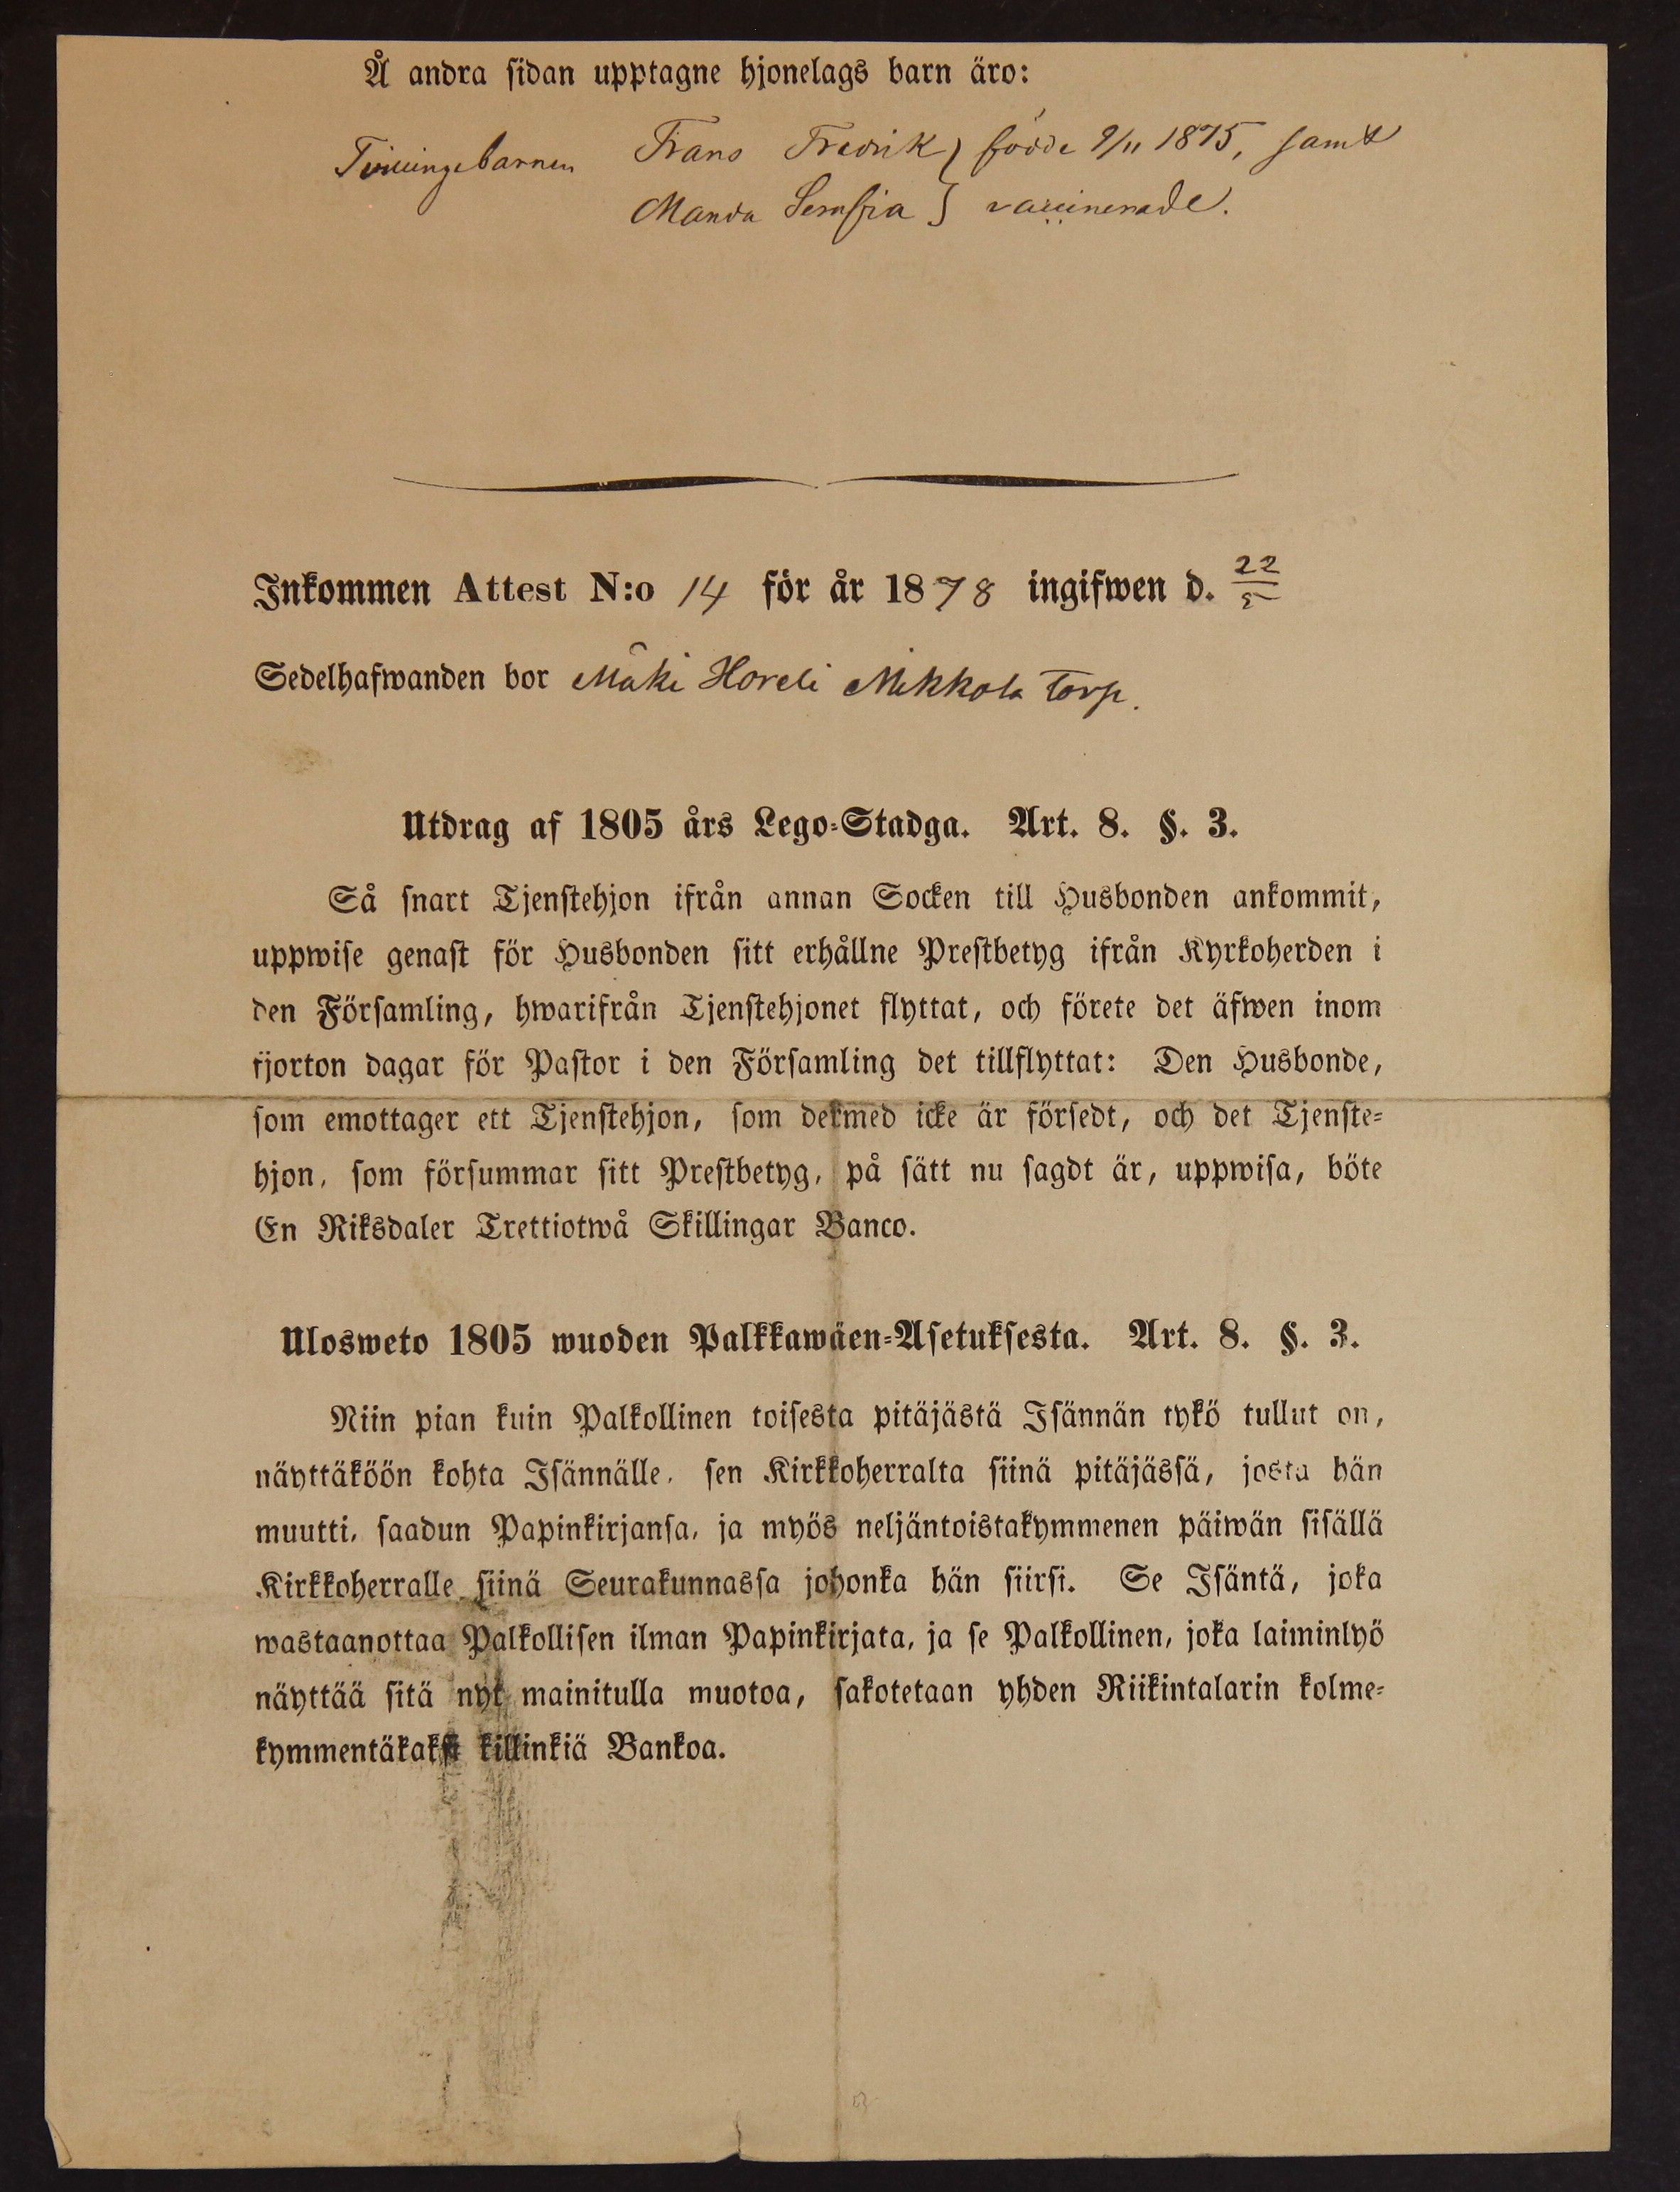 Å andra sidan upptagne hjonelags barn äro:
Tvillingebarnen Frans Fredrik } födde 9/11 1875, samt
Manda Serafia } vaccinerade.
Inkommen Attest N:o 14 för år 1878 ingifwen d. 22/5
Sedelhafwanden bor Mäki Horeli Mikkola torp.
Utdrag af 1805 års Lego-Stadga. Art. 8. §. 3.
Så snart Tjenstehjon ifrån annan Socken till Husbonden ankommit,
uppwise genast för Husbonden sitt erhållne Prestbetyg ifrån Kyrkoherden i
den Församling, hwarifrån Tjenstehjonet flyttat, och förete det äfwen inom
fjorton dagar för Pastor i den Församling det tillflyttat: Den Husbonde,
som emottager ett Tjenstehjon, som dermed icke är försedt, och det Tjenste-
hjon, som försummar sitt Prestbetyg, på sätt nu sagdt är, uppwisa, böte
En Riksdaler Trettiotwå Skillingar Banco.
Ulosweto 1805 wuoden Palkkawäen-Asetuksesta. Art. 8. §. 3.
Niin pian kuin Palkollinen toisesta pitäjästä Isännän tykö tullut on,
näyttäköön kohta Isännälle, sen Kirkkoherralta siinä pitäjässä, josta hän
muutti, saadun Papinkirjansa, ja myös neljäntoistakymmenen päiwän sisällä
Kirkkoherralle siinä Seurakunnassa johonka hän siirsi. Se Isäntä, joka
wastaanottaa Palkollisen ilman Papinkirjata, ja se Palkollinen, joka laiminlyö
näyttää sitä nyt mainitulla muotoa, sakotetaan yhden Riikintalarin kolme-
kymmentäkaksi killinkiä Bankoa.